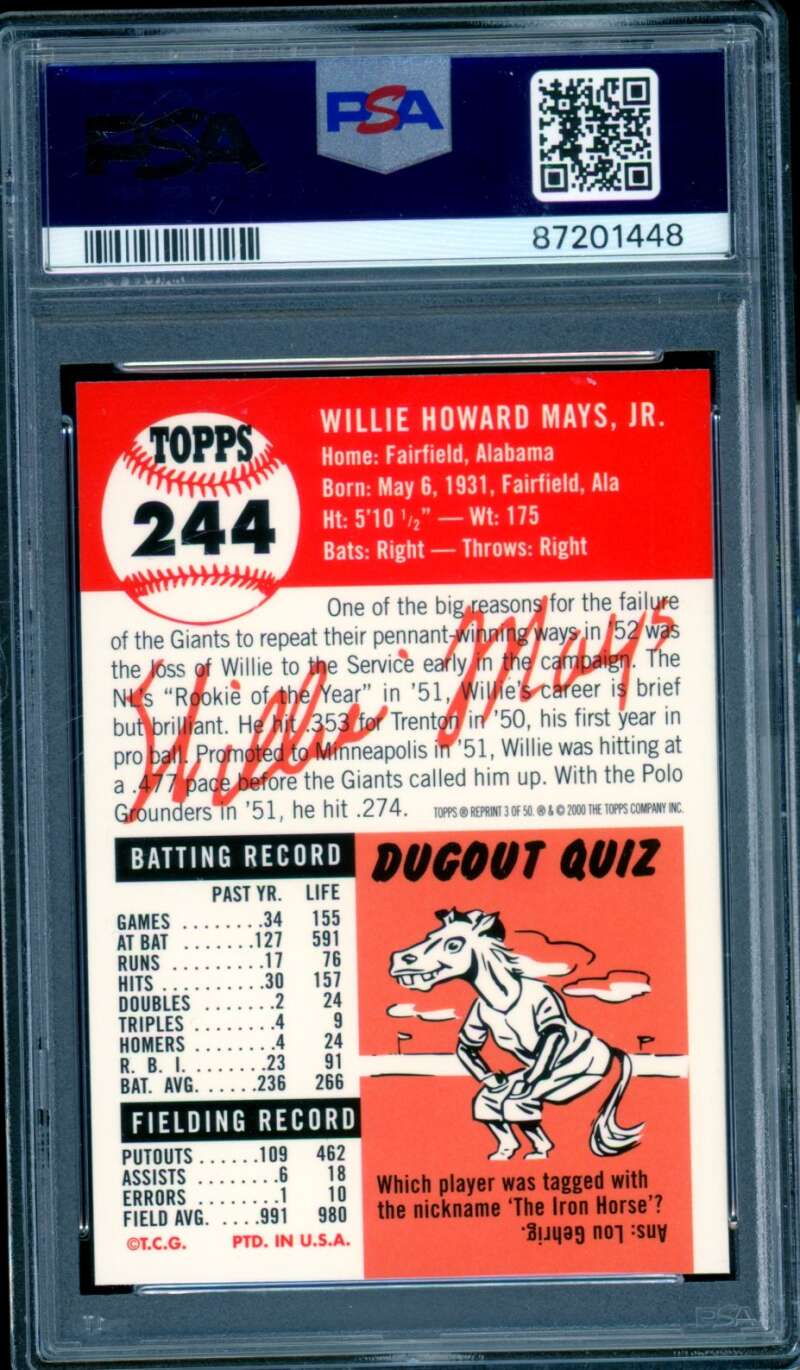 PSA
PSA
87201448
TOPPS
244
WILLIE HOWARD MAYS, JR.
Home: Fairfield, Alabama
Born: May 6, 1931, Fairfield, Ala
Ht: 5'10 1/2" — Wt: 175
Bats: Right — Throws: Right
One of the big reasons for the failure
of the Giants to repeat their pennant-winning ways in '52 was
the loss of Willie to the Service early in the campaign. The
NL's "Rookie of the Year" in '51, Willie's career is brief
but brilliant. He hit .353 for Trenton in '50, his first year in
pro ball. Promoted to Minneapolis in '51, Willie was hitting at
a .477 pace before the Giants called him up. With the Polo
Grounders in '51, he hit .274. TOPPS ® REPRINT 3 OF 50. ® & © 2000 THE TOPPS COMPANY INC.
Willie Mays
BATTING RECORD
PAST YR. LIFE
GAMES ........34 155
AT BAT .......127 591
RUNS .........17 76
HITS ..........30 157
DOUBLES .......2 24
TRIPLES ........4 9
HOMERS .......4 24
R. B. I. ........23 91
BAT. AVG. ......236 266
FIELDING RECORD
PUTOUTS ......109 462
ASSISTS ........6 18
ERRORS ........1 10
FIELD AVG. ....991 980
©T.C.G. PTD. IN U.S.A.
DUGOUT QUIZ
Which player was tagged with
the nickname 'The Iron Horse'?
Ans: Lou Gehrig.
PSA